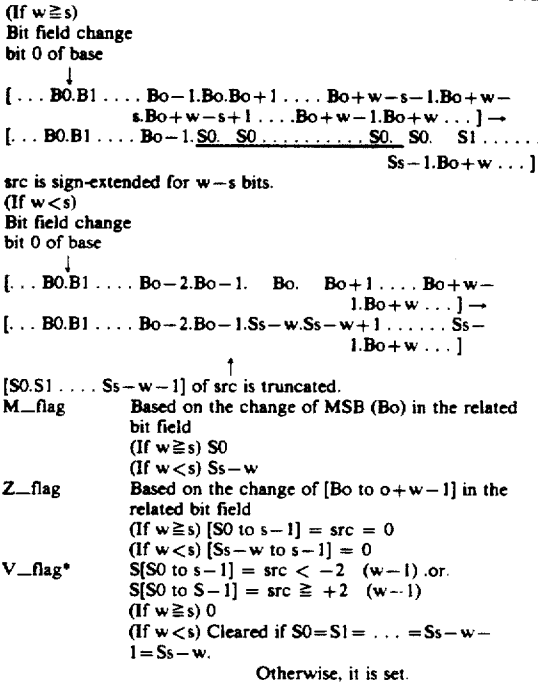 (If w≧s)
Bit field change
bit 0 of base
↓
[ . . . B0.B1 . . . . Bo−1.Bo.Bo+1 . . . . Bo+w−s−1.Bo+w−
s.Bo+w−s+1 . . . .Bo+w−1.Bo+w . . . ] →
[. . . B0.B1 . . . . Bo−1.S0. S0 . . . . . . . . . . S0. S0. S1 . . . . . .
Ss−1.Bo+w . . . ]
src is sign-extended for w−s bits.
(If w<s)
Bit field change
bit 0 of base
↓
[. . . B0.B1 . . . . Bo−2.Bo−1. Bo. Bo+1 . . . . Bo+w−
1.Bo+w . . . ] →
[. . . B0.B1 . . . . Bo−2.Bo−1.Ss−w.Ss−w+1 . . . . . . Ss−
1.Bo+w . . . ]
↑
[S0.S1 . . . . Ss−w−1] of src is truncated.
M_flag Based on the change of MSB (Bo) in the related
bit field
(If w≧s) S0
(If w<s) Ss−w
Z_flag Based on the change of [Bo to o+w−1] in the
related bit field
(If w≧s) [S0 to s−1] = src = 0
(If w<s) [Ss−w to s−1] = 0
V_flag* S[S0 to s−1] = src < −2 (w−1) .or.
S[S0 to S−1] = src ≧ +2 (w−1)
(If w≧s) 0
(If w<s) Cleared if S0=S1= . . . =Ss−w−
1=Ss−w.
Otherwise, it is set.